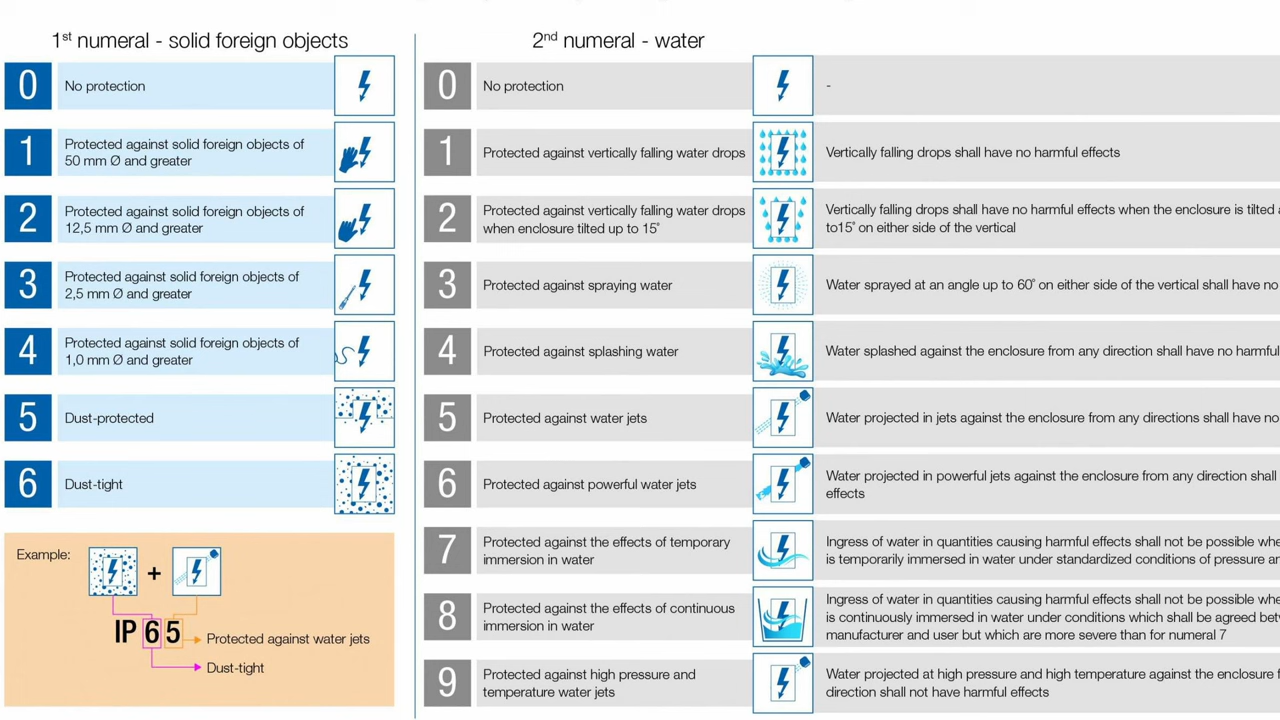 1st numeral - solid foreign objects
0
No protection
1
Protected against solid foreign objects of
50 mm Ø and greater
2
Protected against solid foreign objects of
12,5 mm Ø and greater
3
Protected against solid foreign objects of
2,5 mm Ø and greater
4
Protected against solid foreign objects of
1,0 mm Ø and greater
5
Dust-protected
6
Dust-tight
Example:
+
IP 65
Protected against water jets
Dust-tight
2nd numeral - water
0
No protection
-
1
Protected against vertically falling water drops
Vertically falling drops shall have no harmful effects
2
Protected against vertically falling water drops
when enclosure tilted up to 15°
Vertically falling drops shall have no harmful effects when the enclosure is tilted
to15° on either side of the vertical
3
Protected against spraying water
Water sprayed at an angle up to 60° on either side of the vertical shall have no
4
Protected against splashing water
Water splashed against the enclosure from any direction shall have no harmful
5
Protected against water jets
Water projected in jets against the enclosure from any directions shall have no
6
Protected against powerful water jets
Water projected in powerful jets against the enclosure from any direction shall
effects
7
Protected against the effects of temporary
immersion in water
Ingress of water in quantities causing harmful effects shall not be possible
is temporarily immersed in water under standardized conditions of pressure
8
Protected against the effects of continuous
immersion in water
Ingress of water in quantities causing harmful effects shall not be possible
is continuously immersed in water under conditions which shall be agreed
manufacturer and user but which are more severe than for numeral 7
9
Protected against high pressure and
temperature water jets
Water projected at high pressure and high temperature against the enclosure
direction shall not have harmful effects